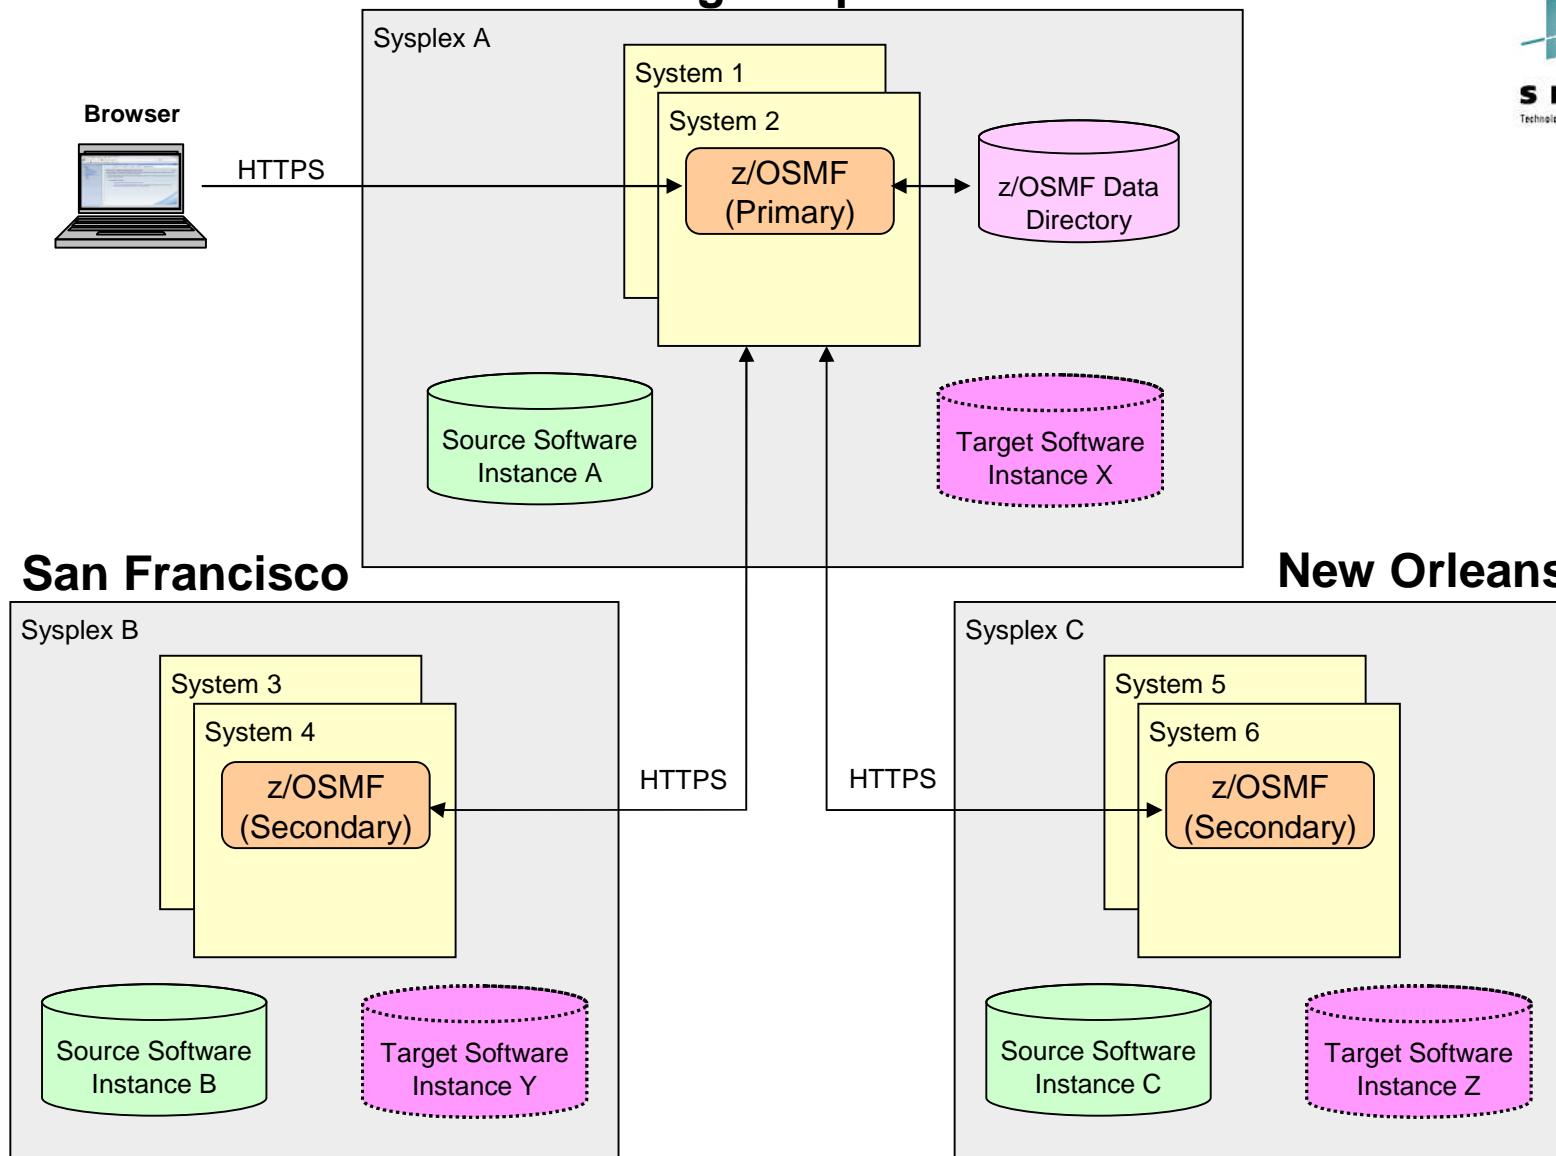 Sysplex A
System 1
Browser
System 2
HTTPS
z/OSMF
(Primary)
z/OSMF Data
Directory
Source Software
Instance A
Target Software
Instance X
San Francisco
New Orleans
Sysplex B
Sysplex C
System 3
System 5
System 4
System 6
z/OSMF
(Secondary)
HTTPS
HTTPS
z/OSMF
(Secondary)
Source Software
Instance B
Target Software
Instance Y
Source Software
Instance C
Target Software
Instance Z